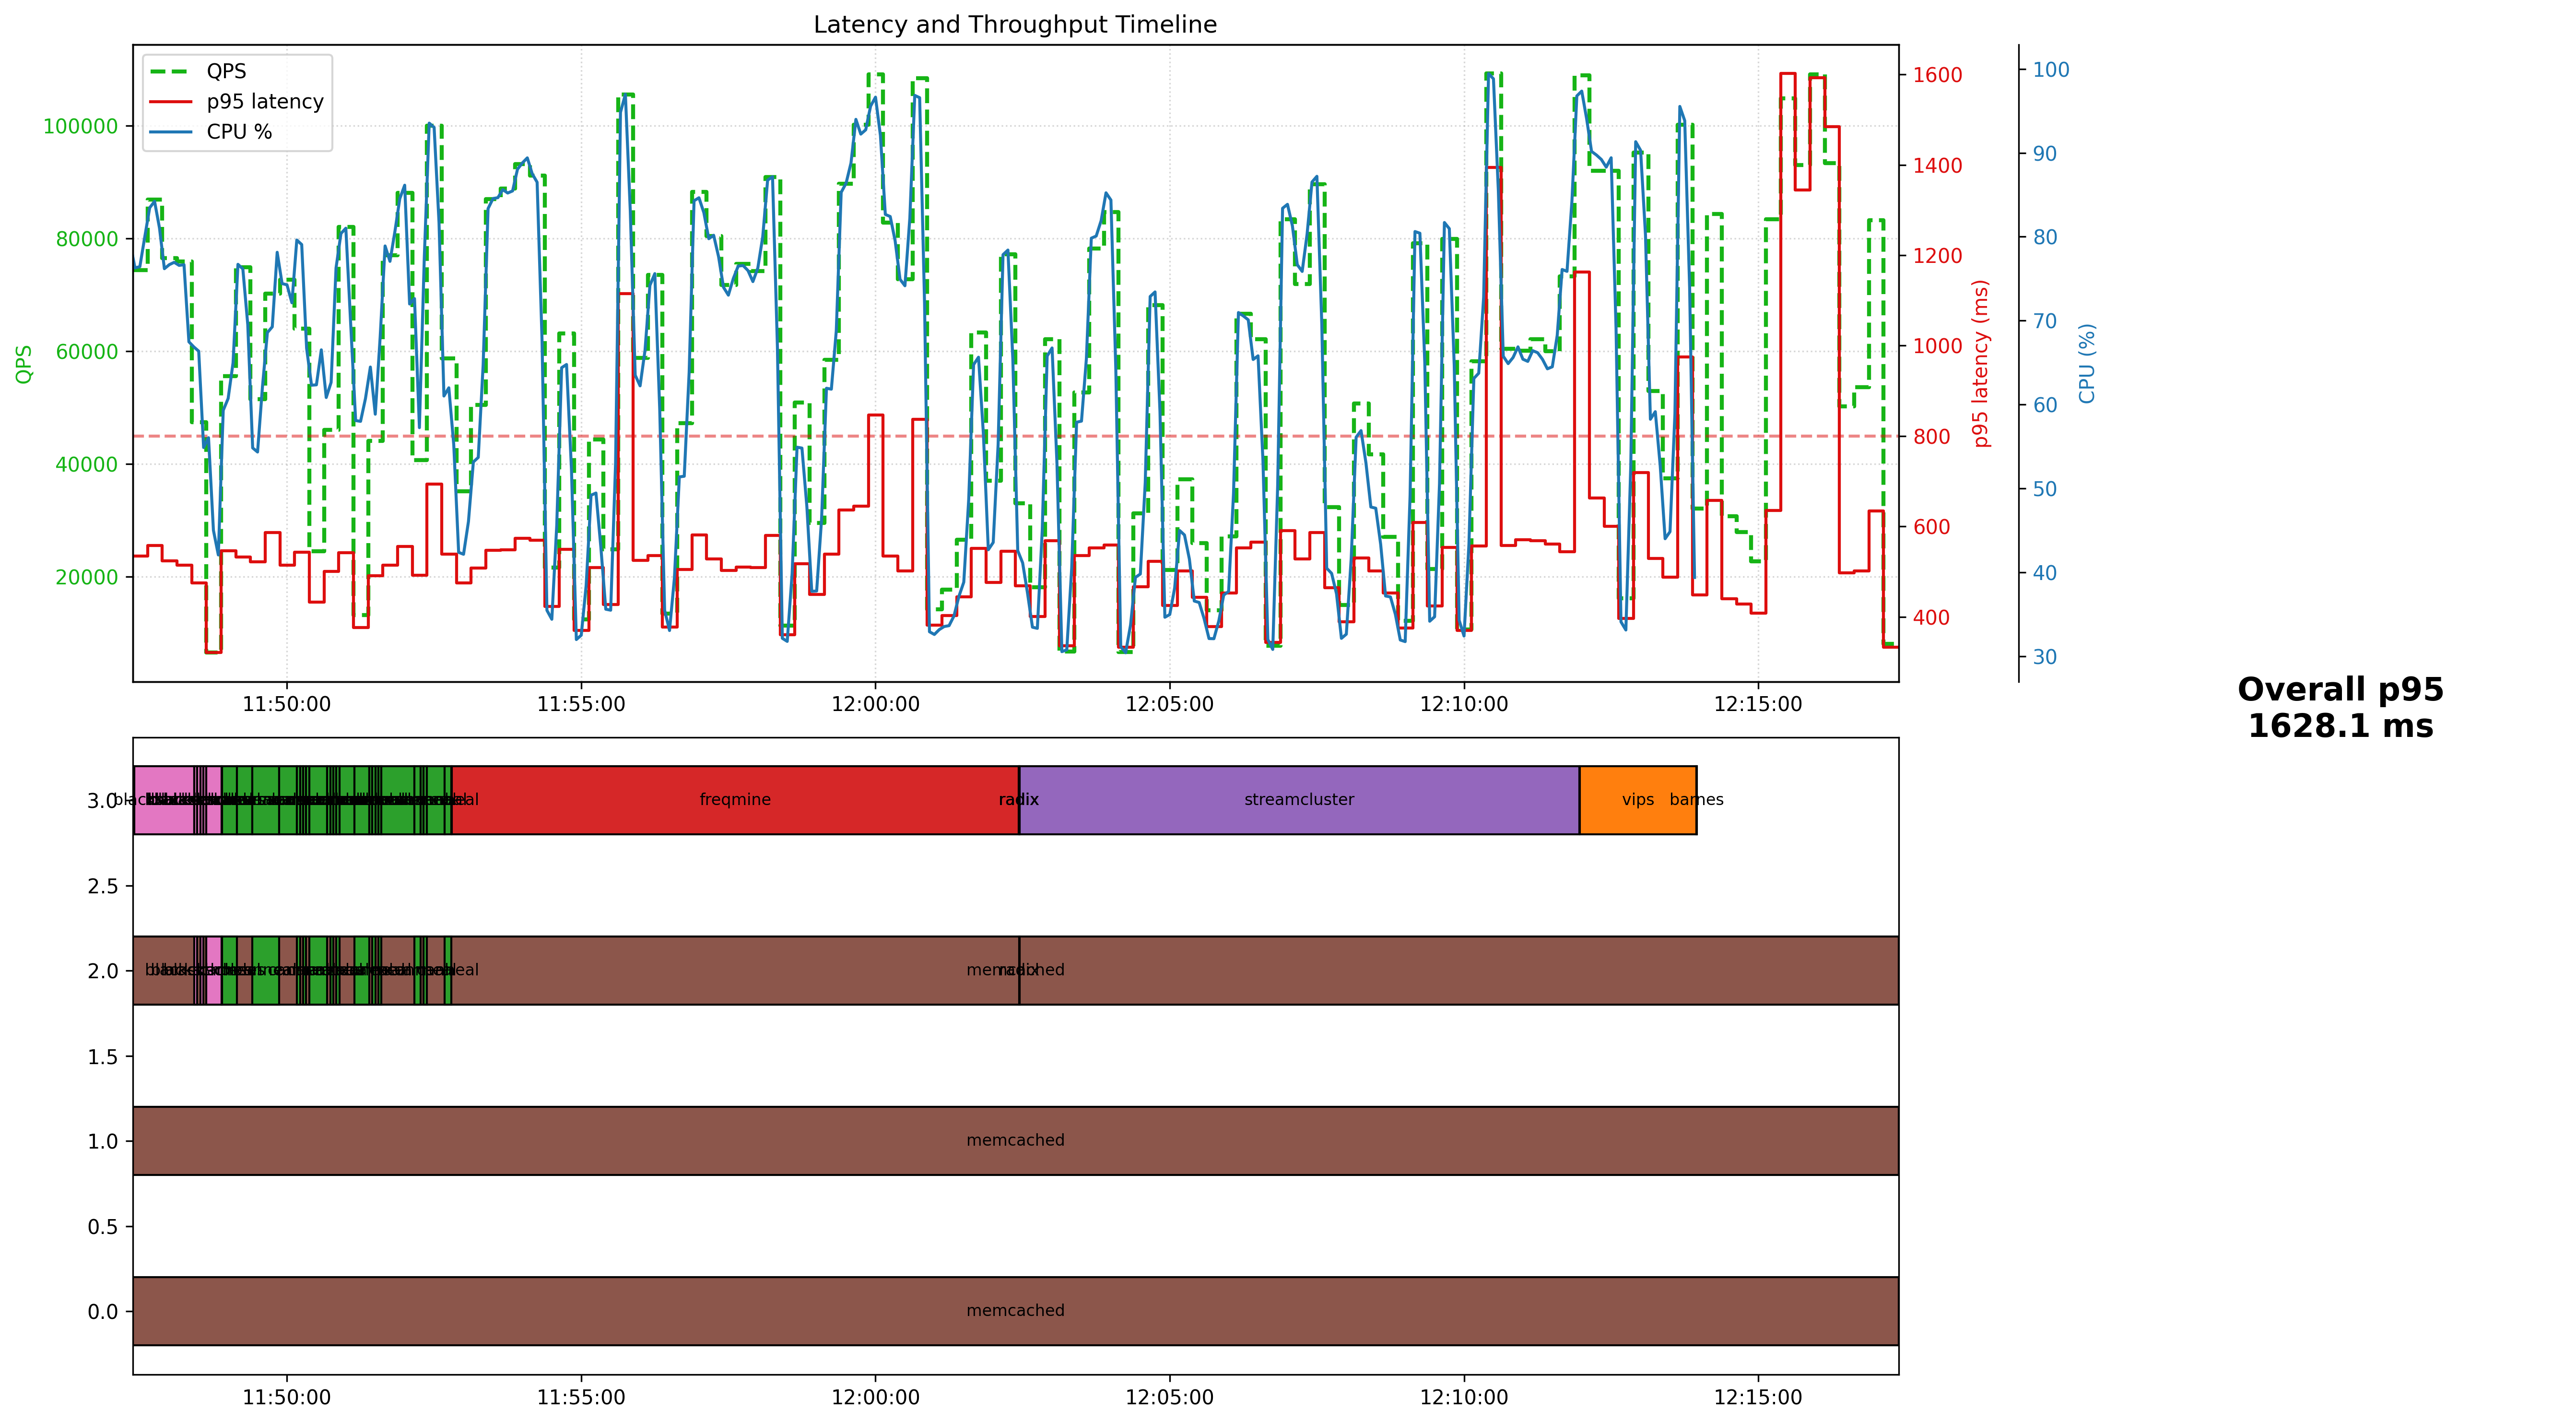 Latency and Throughput Timeline
QPS
p95 latency
CPU %
100000
80000
60000
40000
20000
QPS
1600
1400
1200
1000
800
600
400
p95 latency (ms)
100
90
80
70
60
50
40
30
CPU (%)
11:50:00 11:55:00 12:00:00 12:05:00 12:10:00 12:15:00
Overall p95
1628.1 ms
3.0 freqmine radix streamcluster vips barnes
2.5
2.0 memcached radix
1.5
1.0 memcached
0.5
0.0 memcached
11:50:00 11:55:00 12:00:00 12:05:00 12:10:00 12:15:00